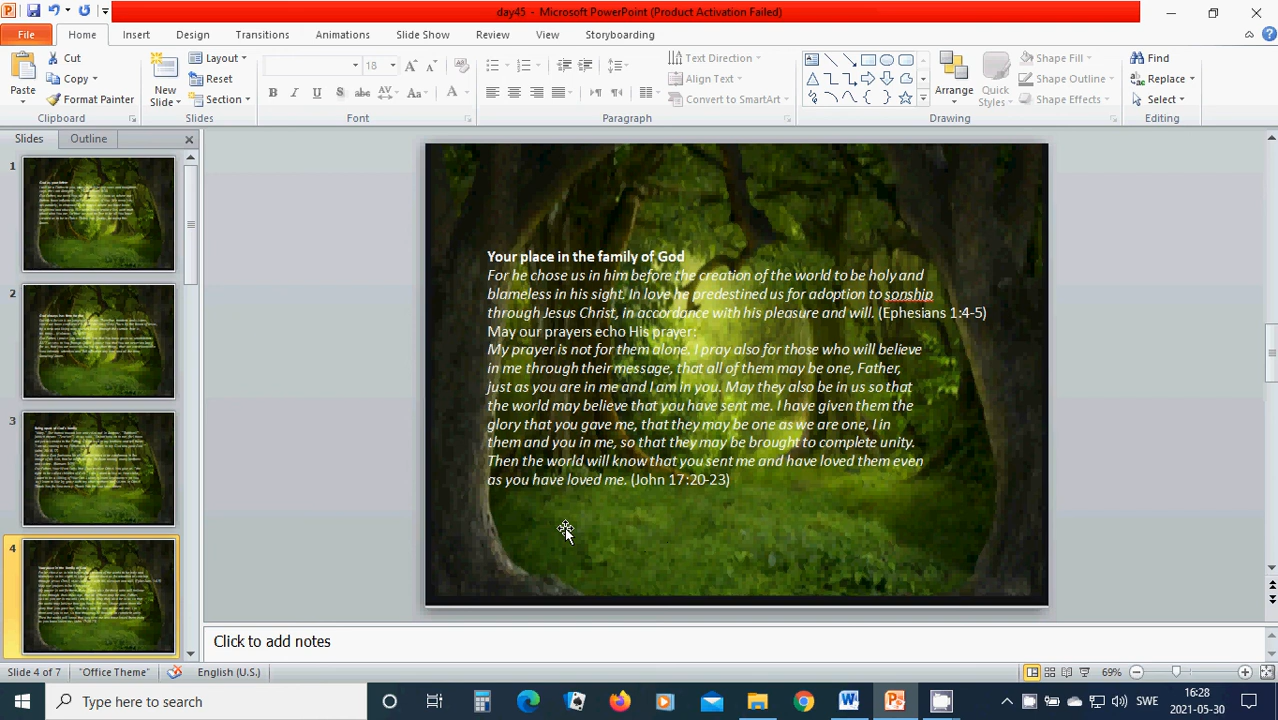 day45 - Microsoft PowerPoint (Product Activation Failed)
File Home Insert Design Transitions Animations Slide Show Review View Storyboarding
Paste
Cut
Copy
Format Painter
Clipboard
New Slide
Layout
Reset
Section
Slides
18
Font
Paragraph
Text Direction
Align Text
Convert to SmartArt
Arrange
Quick Styles
Shape Fill
Shape Outline
Shape Effects
Drawing
Find
Replace
Select
Editing
Slides Outline
1
2
3
4
Your place in the family of God
For he chose us in him before the creation of the world to be holy and
blameless in his sight. In love he predestined us for adoption to sonship
through Jesus Christ, in accordance with his pleasure and will. (Ephesians 1:4-5)
May our prayers echo His prayer:
My prayer is not for them alone. I pray also for those who will believe
in me through their message, that all of them may be one, Father,
just as you are in me and I am in you. May they also be in us so that
the world may believe that you have sent me. I have given them the
glory that you gave me, that they may be one as we are one, I in
them and you in me, so that they may be brought to complete unity.
Then the world will know that you sent me and have loved them even
as you have loved me. (John 17:20-23)
Click to add notes
Slide 4 of 7 "Office Theme" English (U.S.) 69%
Type here to search
SWE
16:28
2021-05-30